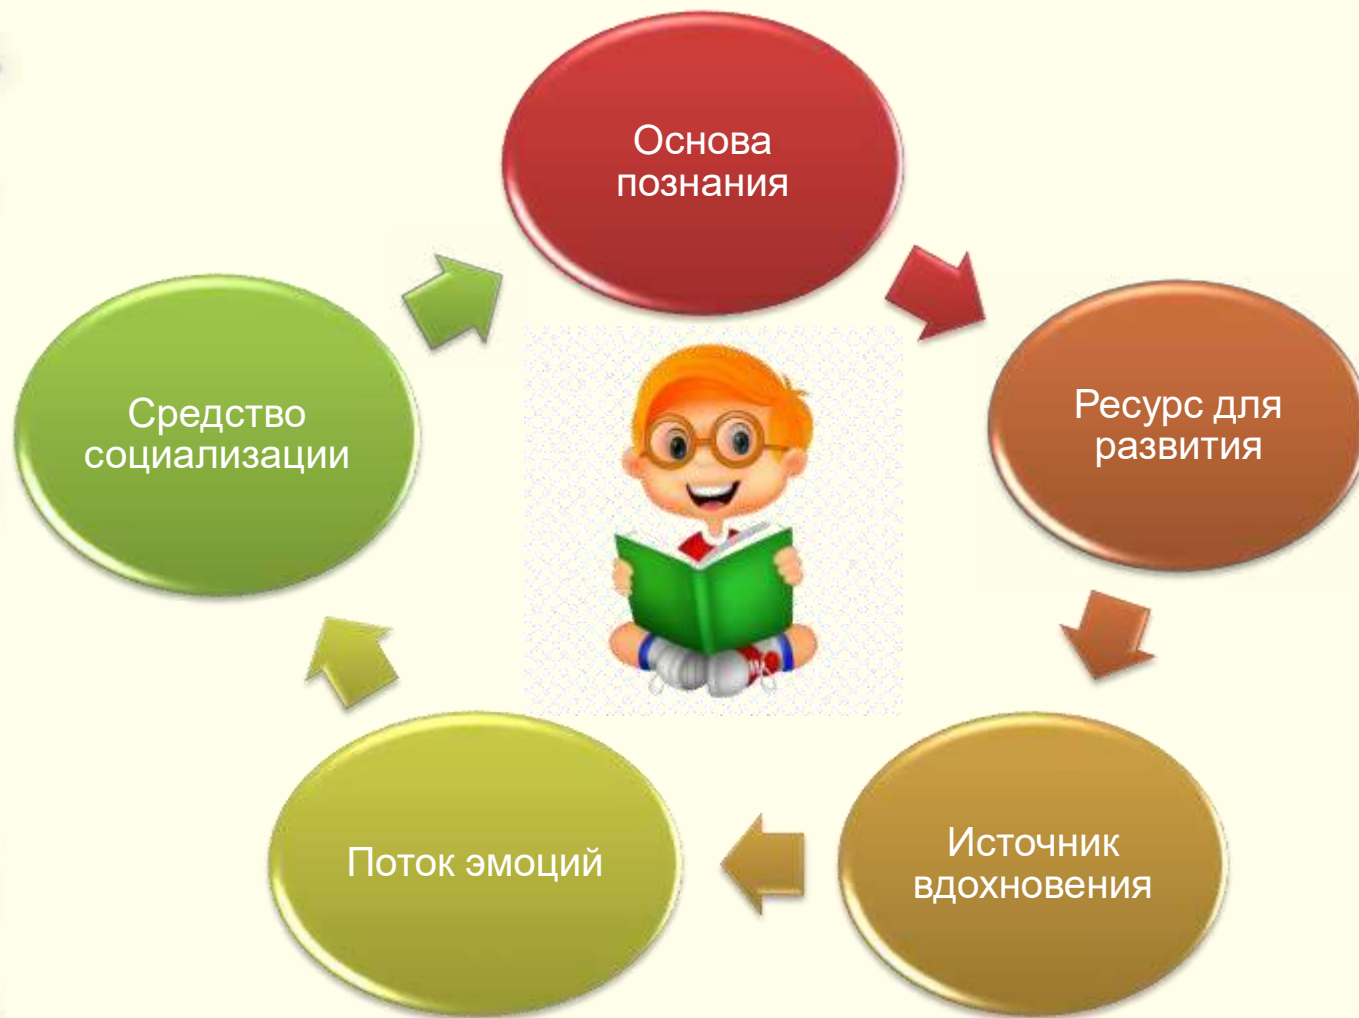 Основа
познания
Ресурс для
развития
Источник
вдохновения
Поток эмоций
Средство
социализации